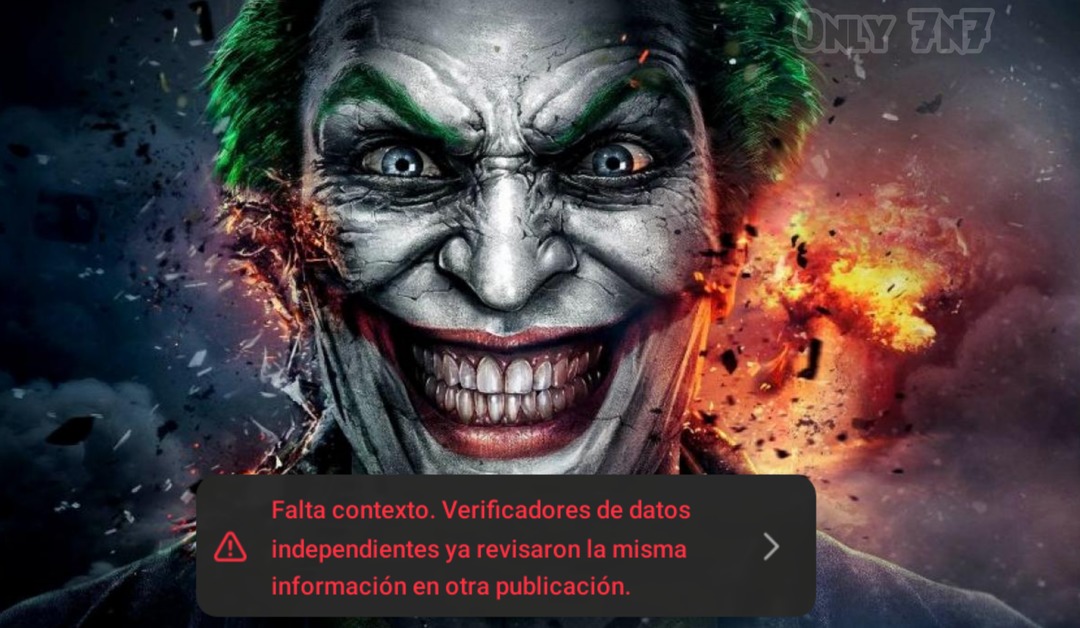 Only 7n7
Falta contexto. Verificadores de datos
independientes ya revisaron la misma
información en otra publicación.